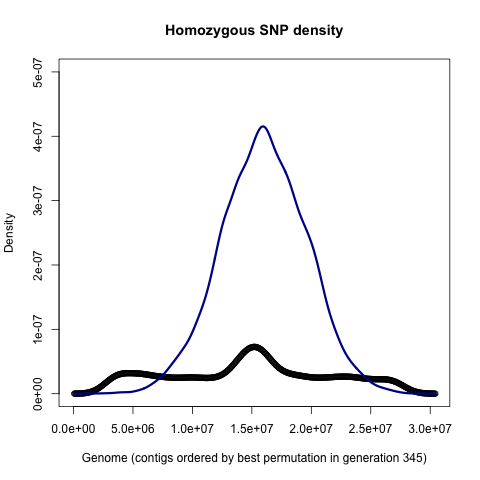 Homozygous SNP density
5e-07
4e-07
3e-07
2e-07
1e-07
0e+00
Density
0.0e+00 5.0e+06 1.0e+07 1.5e+07 2.0e+07 2.5e+07 3.0e+07
Genome (contigs ordered by best permutation in generation 345)